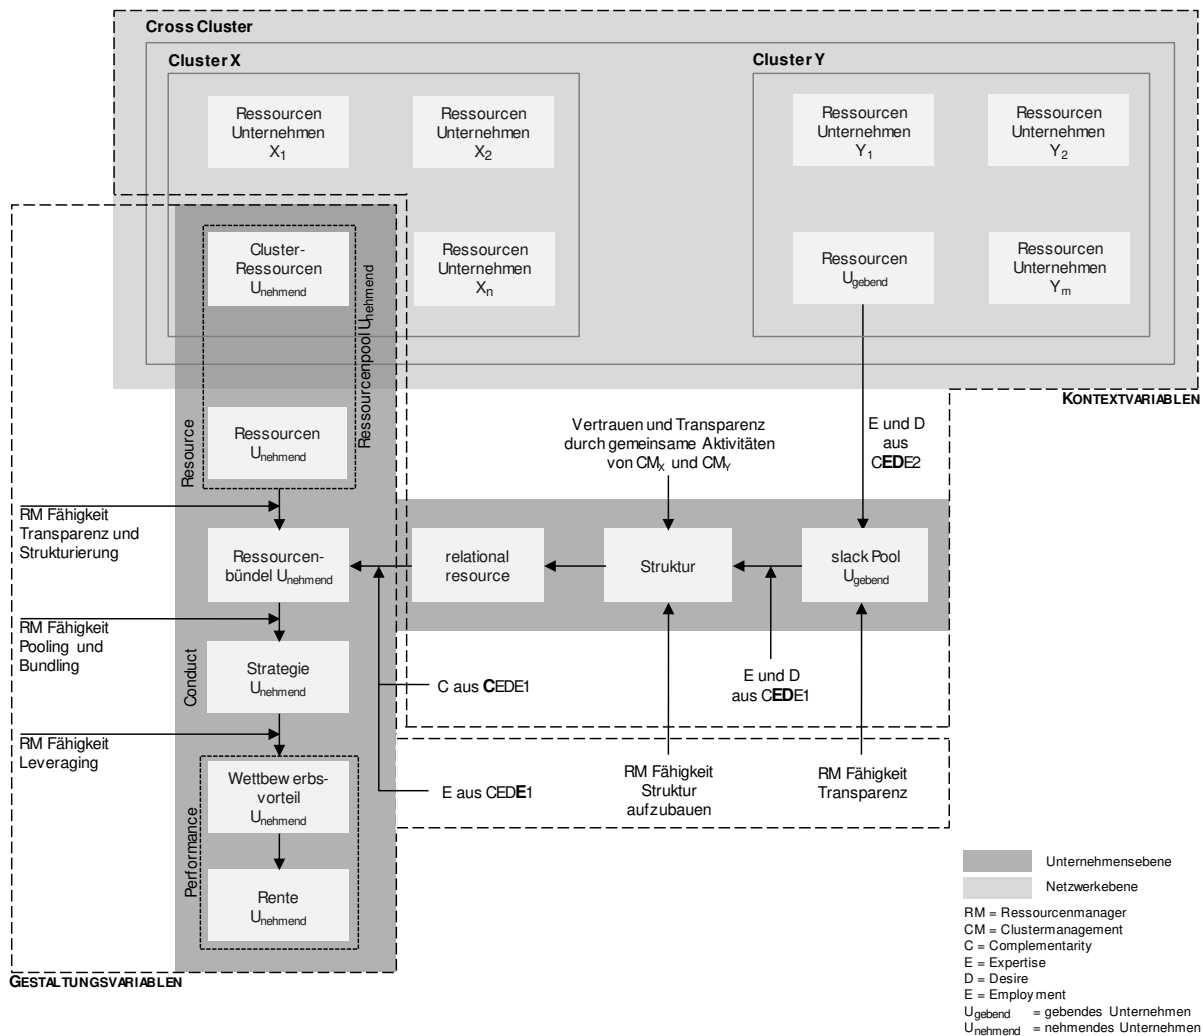 Cross Cluster
Cluster X
Cluster Y
Ressourcen
Unternehmen
X1
Ressourcen
Unternehmen
X2
Ressourcen
Unternehmen
Y1
Ressourcen
Unternehmen
Y2
Cluster-
Ressourcen
Unehmend
Ressourcen
Unternehmen
Xn
Ressourcen
Ugebend
Ressourcen
Unternehmen
Ym
Ressourcenpool Unehmend
KONTEXTVARIABLEN
Resource
Ressourcen
Unehmend
Vertrauen und Transparenz
durch gemeinsame Aktivitäten
von CMX und CMY
E und D
aus
CEDE2
RM Fähigkeit
Transparenz und
Strukturierung
Ressourcen-
bündel Unehmend
relational
resource
Struktur
slack Pool
Ugebend
RM Fähigkeit
Pooling und
Bundling
Conduct
Strategie
Unehmend
C aus CEDE1
E und D
aus CEDE1
RM Fähigkeit
Leveraging
Performance
Wettbewerbs-
vorteil
Unehmend
E aus CEDE1
RM Fähigkeit
Struktur
aufzubauen
RM Fähigkeit
Transparenz
Rente
Unehmend
GESTALTUNGSVARIABLEN
Unternehmensebene
Netzwerkebene
RM = Ressourcenmanager
CM = Clustermanagement
C = Complementarity
E = Expertise
D = Desire
E = Employment
Ugebend = gebendes Unternehmen
Unehmend = nehmendes Unternehmen